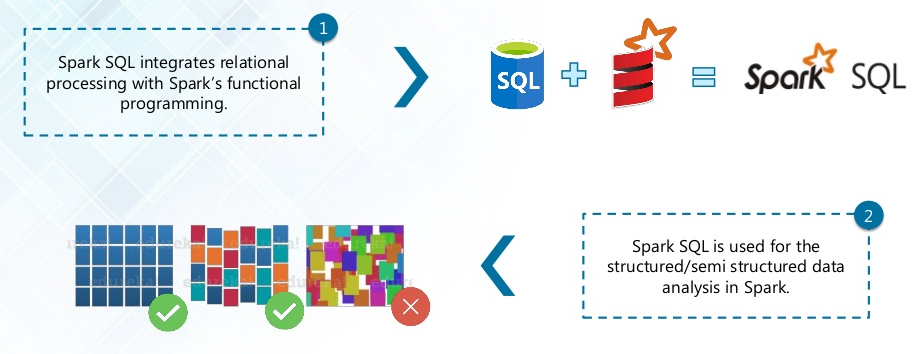 1
Spark SQL integrates relational
processing with Spark’s functional
programming.
SQL
Spark SQL
2
Spark SQL is used for the
structured/semi structured data
analysis in Spark.